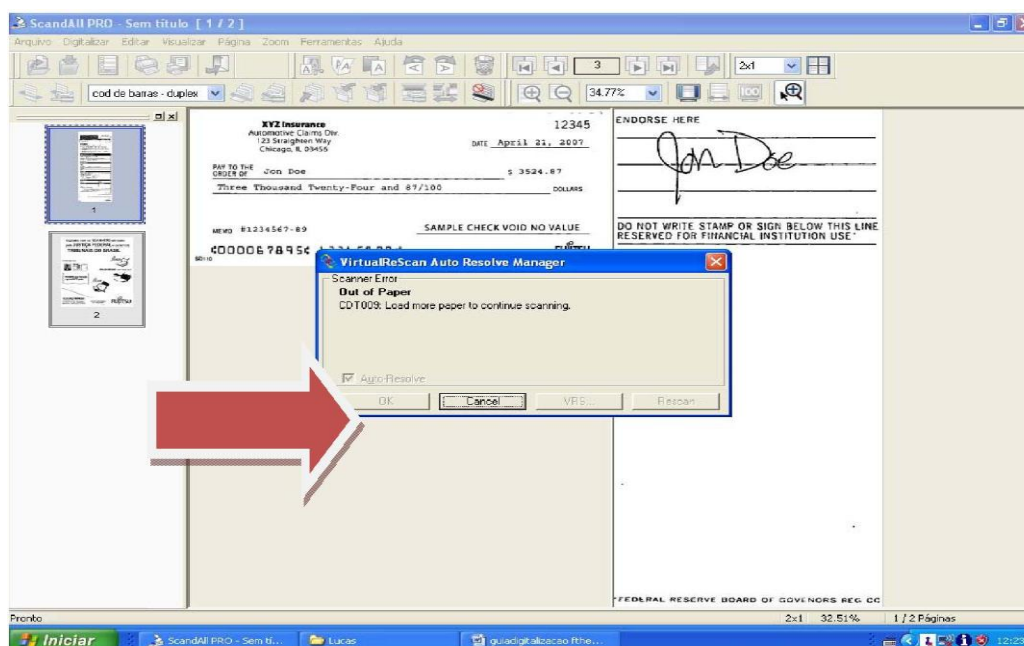 ScandAll PRO - Sem título [ 1 / 2 ]
Arquivo Digitalizar Editar Visualizar Página Zoom Ferramentas Ajuda
3
2x1
cod de barras - duplex
34.77%
1
2
XYZ Insurance
Automotive Claims Div.
123 Straighten Way
Chicago, IL 03456
12345
DATE April 21, 2007
PAY TO THE
ORDER OF Jon Doe $ 3524.87
Three Thousand Twenty-Four and 87/100 DOLLARS
MEMO #1234567-89 SAMPLE CHECK VOID NO VALUE
ENDORSE HERE
Jon Doe
DO NOT WRITE STAMP OR SIGN BELOW THIS LINE
RESERVED FOR FINANCIAL INSTITUTION USE*
VirtualReScan Auto Resolve Manager
Scanner Error
Out of Paper
CDT009: Load more paper to continue scanning.
Auto-Resolve
OK Cancel VRS... Rescan
*FEDERAL RESERVE BOARD OF GOVERNORS REG CC
Pronto 2x1 32.51% 1 / 2 Páginas
Iniciar ScandAll PRO - Sem tí... Lucas guiadigitalizacao fthe... 12:23